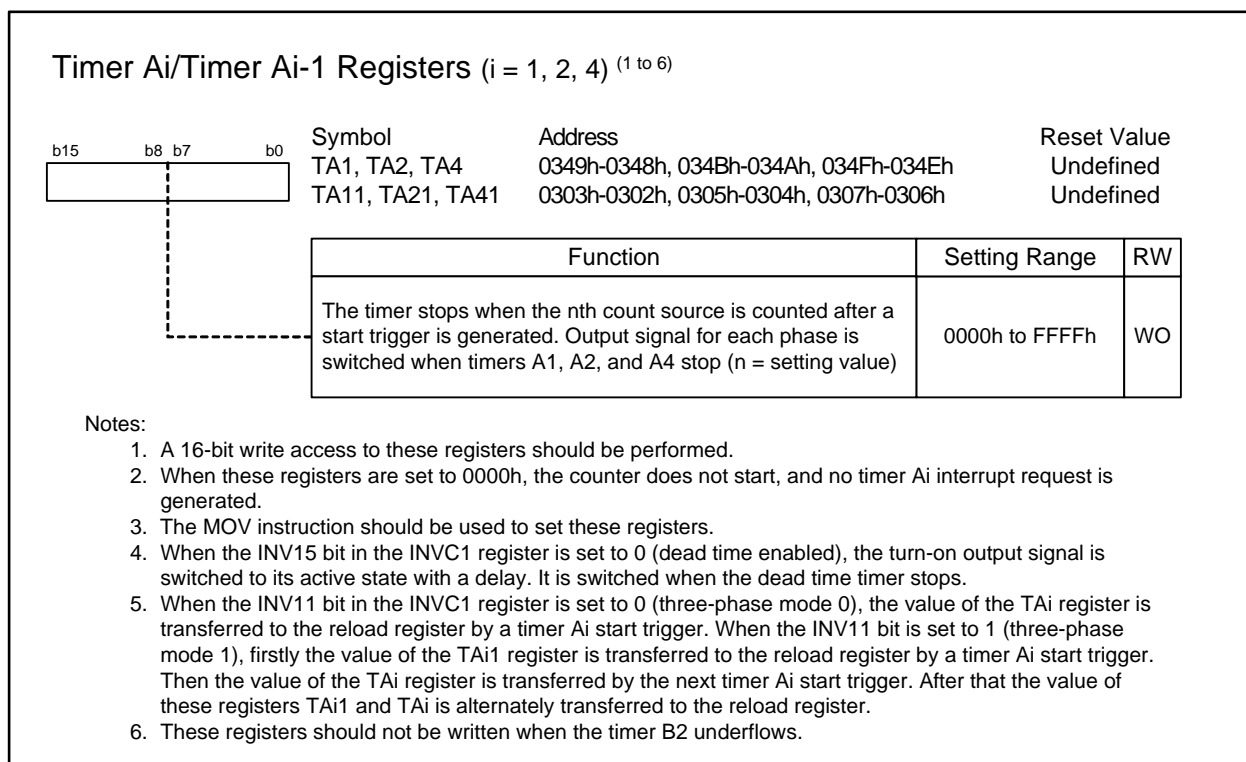 Timer Ai/Timer Ai-1 Registers (i = 1, 2, 4) (1 to 6)
b15 b8 b7 b0
Symbol Address Reset Value
TA1, TA2, TA4 0349h-0348h, 034Bh-034Ah, 034Fh-034Eh Undefined
TA11, TA21, TA41 0303h-0302h, 0305h-0304h, 0307h-0306h Undefined
Function Setting Range RW
The timer stops when the nth count source is counted after a
start trigger is generated. Output signal for each phase is
switched when timers A1, A2, and A4 stop (n = setting value)
0000h to FFFFh WO
Notes:
1. A 16-bit write access to these registers should be performed.
2. When these registers are set to 0000h, the counter does not start, and no timer Ai interrupt request is
generated.
3. The MOV instruction should be used to set these registers.
4. When the INV15 bit in the INVC1 register is set to 0 (dead time enabled), the turn-on output signal is
switched to its active state with a delay. It is switched when the dead time timer stops.
5. When the INV11 bit in the INVC1 register is set to 0 (three-phase mode 0), the value of the TAi register is
transferred to the reload register by a timer Ai start trigger. When the INV11 bit is set to 1 (three-phase
mode 1), firstly the value of the TAi1 register is transferred to the reload register by a timer Ai start trigger.
Then the value of the TAi register is transferred by the next timer Ai start trigger. After that the value of
these registers TAi1 and TAi is alternately transferred to the reload register.
6. These registers should not be written when the timer B2 underflows.